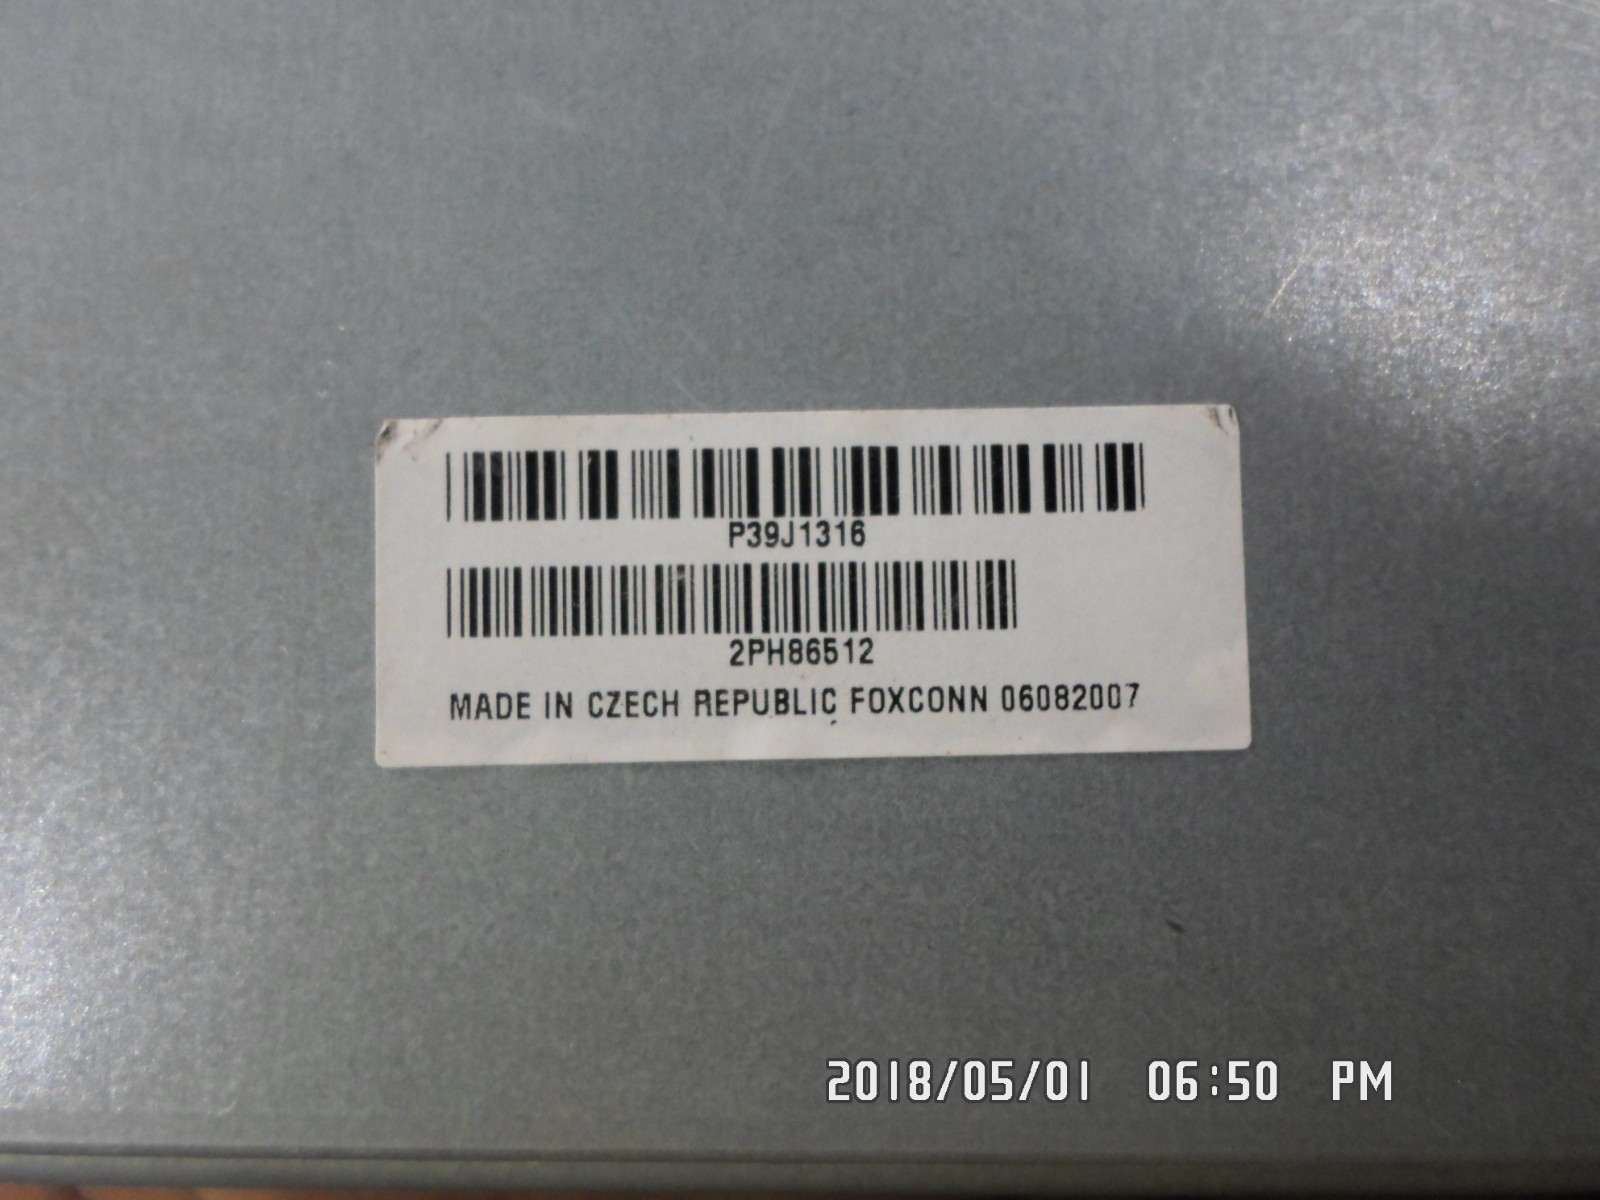 P39J1316
2PH86512
MADE IN CZECH REPUBLIC FOXCONN 06082007
2018/05/01 06:50 PM